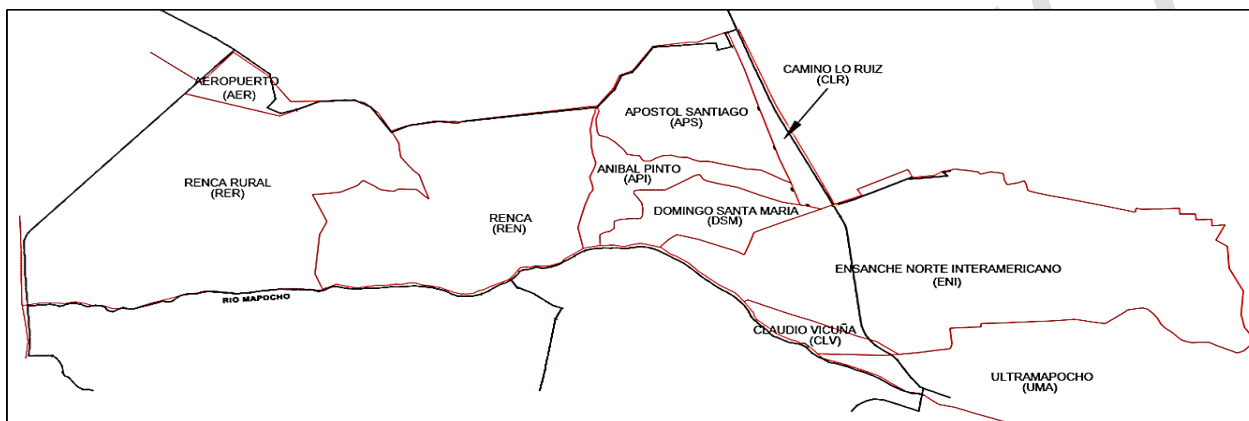 CAMINO LO RUIZ
(CLR)
AEROPUERTO
(AER)
APOSTOL SANTIAGO
(APS)
ANIBAL PINTO
(API)
RENCA RURAL
(RER)
DOMINGO SANTA MARIA
(DSM)
RENCA
(REN)
ENSANCHE NORTE INTERAMERICANO
(ENI)
RIO MAPOCHO
CLAUDIO VICUÑA
(CLV)
ULTRAMAPOCHO
(UMA)